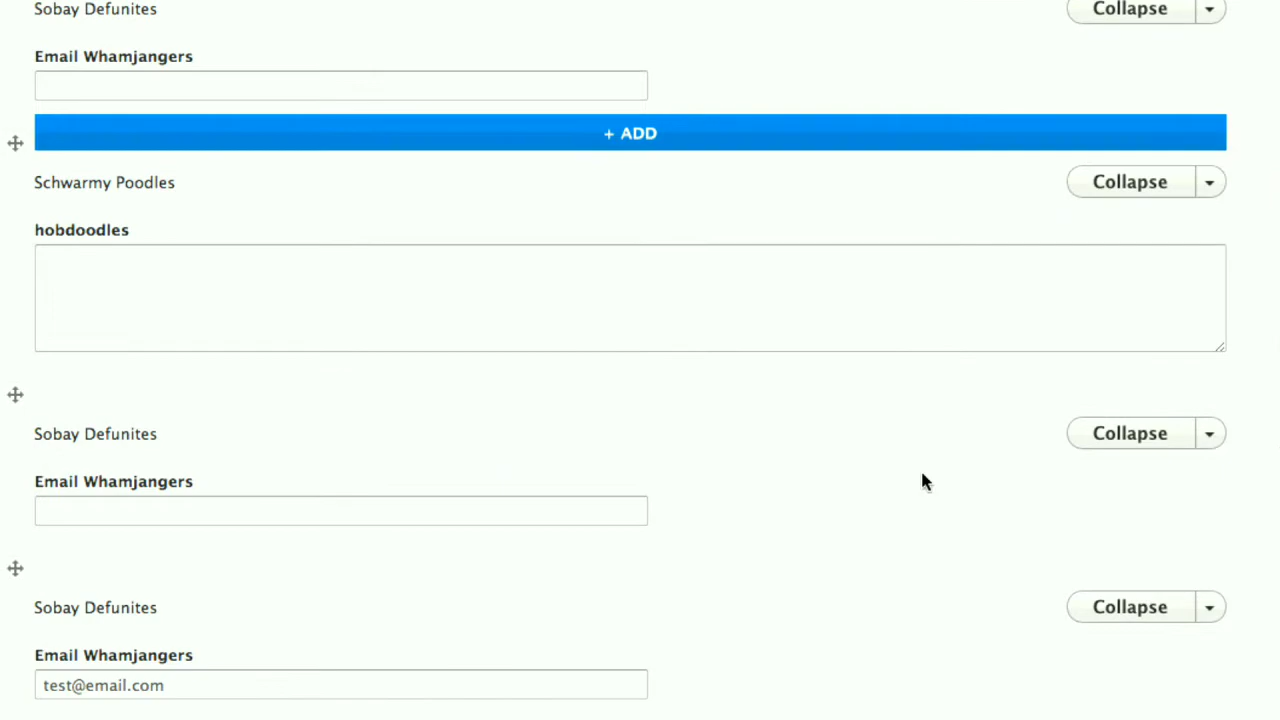 Sobay Defunites
Collapse
Email Whamjangers
+ ADD
Schwarmy Poodles
Collapse
hobdoodles
Sobay Defunites
Collapse
Email Whamjangers
Sobay Defunites
Collapse
Email Whamjangers
test@email.com